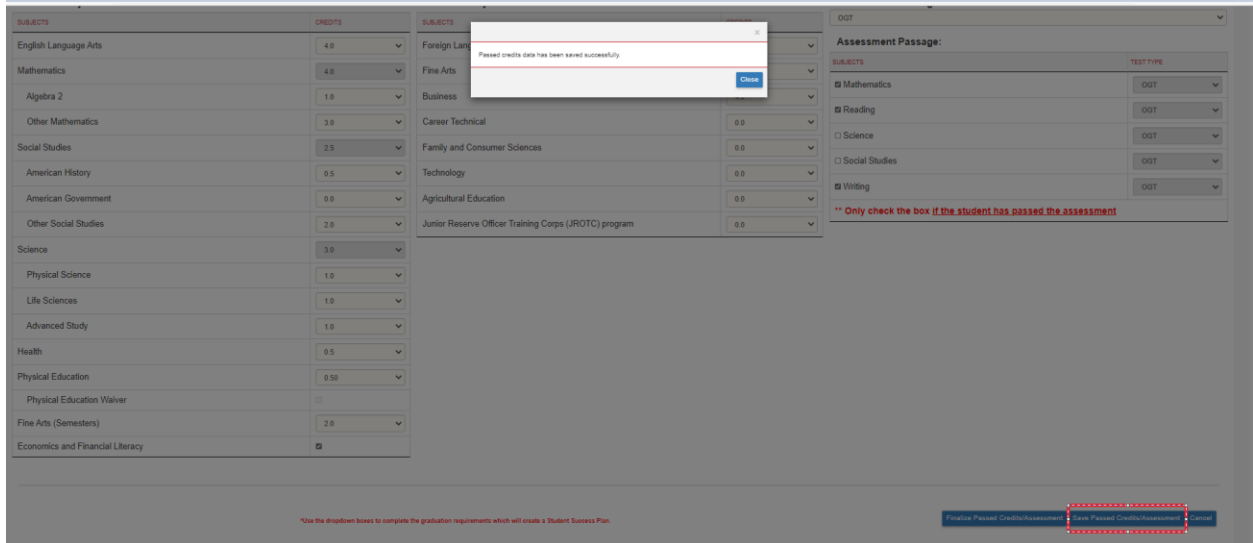 SUBJECTS CREDITS
English Language Arts 4.0
Mathematics 4.0
Algebra 2 1.0
Other Mathematics 3.0
Social Studies 2.5
American History 0.5
American Government 0.0
Other Social Studies 2.0
Science 3.0
Physical Science 1.0
Life Sciences 1.0
Advanced Study 1.0
Health 0.5
Physical Education 0.50
Physical Education Waiver
Fine Arts (Semesters) 2.0
Economics and Financial Literacy
SUBJECTS
Foreign Lang
Fine Arts
Business
Career Technical 0.0
Family and Consumer Sciences 0.0
Technology 0.0
Agricultural Education 0.0
Junior Reserve Officer Training Corps (JROTC) program 0.0
×
Passed credits data has been saved successfully.
Close
OGT
Assessment Passage:
SUBJECTS TEST TYPE
Mathematics OGT
Reading OGT
Science OGT
Social Studies OGT
Writing OGT
** Only check the box if the student has passed the assessment
*Use the dropdown boxes to complete the graduation requirements which will create a Student Success Plan.
Finalize Passed Credits/Assessment Save Passed Credits/Assessment Cancel